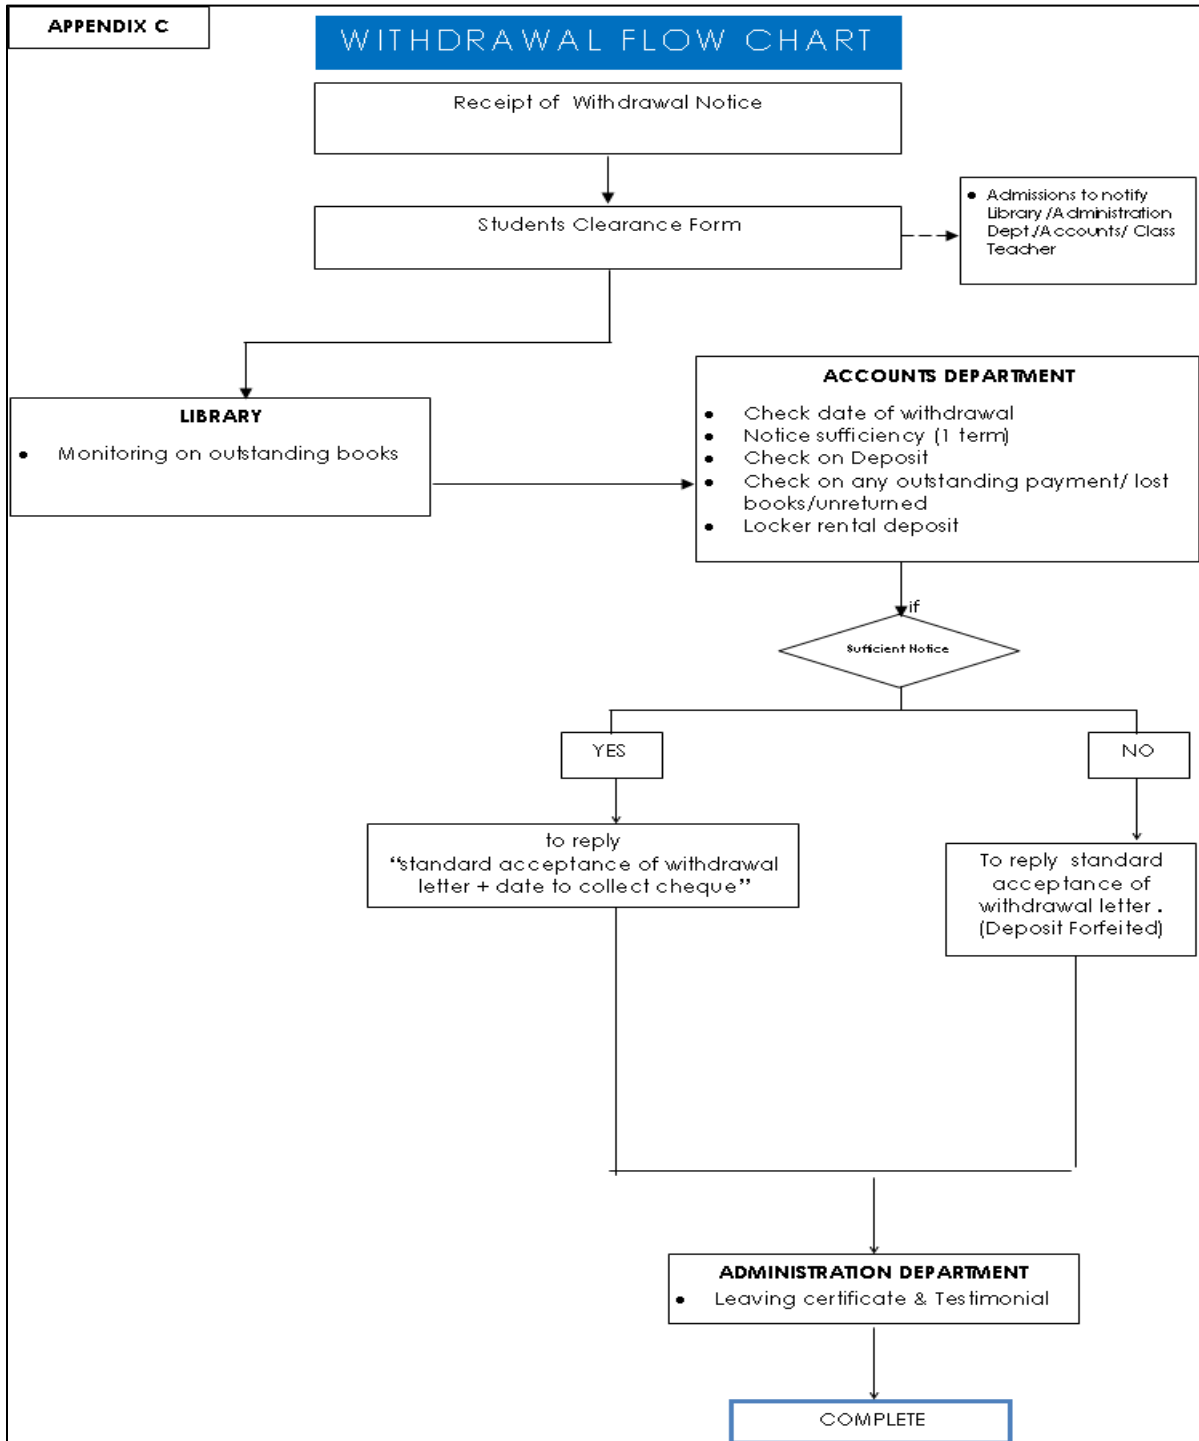 APPENDIX C
WITHDRAWAL FLOW CHART
Receipt of Withdrawal Notice
Students Clearance Form
• Admissions to notify
Library /Administration
Dept./Accounts/ Class
Teacher
LIBRARY
• Monitoring on outstanding books
ACCOUNTS DEPARTMENT
• Check date of withdrawal
• Notice sufficiency (1 term)
• Check on Deposit
• Check on any outstanding payment/ lost
books/unreturned
• Locker rental deposit
if
Sufficient Notice
YES
NO
to reply
“standard acceptance of withdrawal
letter + date to collect cheque”
To reply standard
acceptance of
withdrawal letter .
(Deposit Forfeited)
ADMINISTRATION DEPARTMENT
• Leaving certificate & Testimonial
COMPLETE